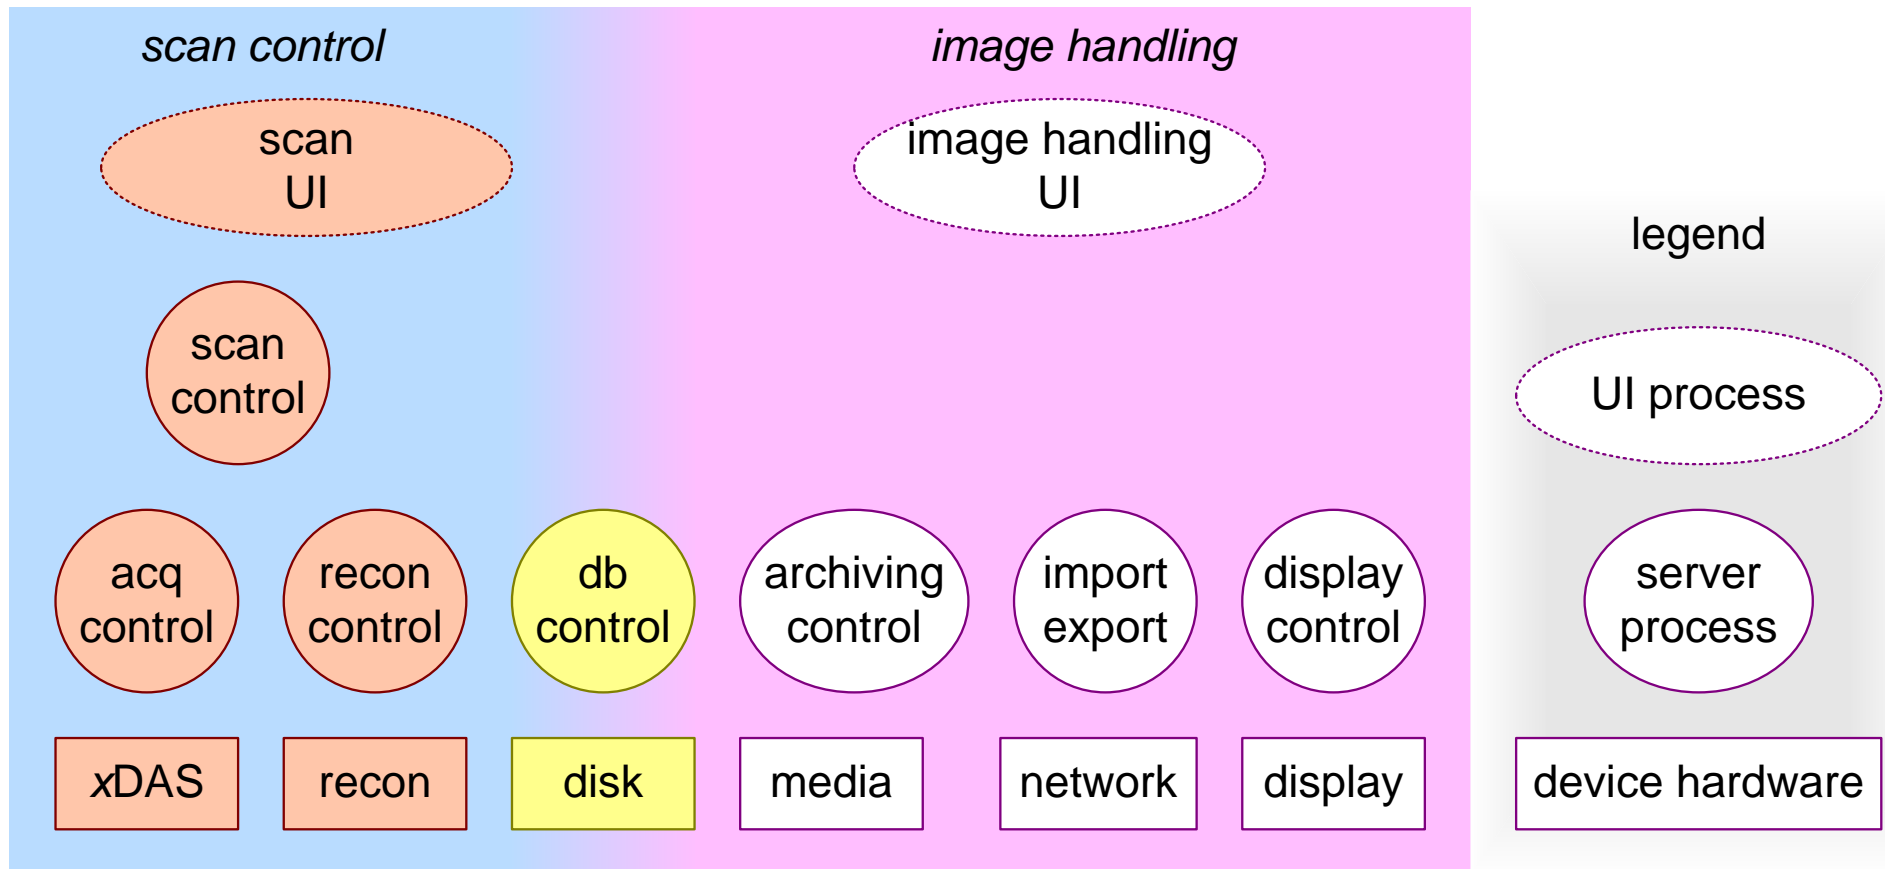 scan control
image handling
scan
UI
image handling
UI
legend
scan
control
UI process
acq
control
recon
control
db
control
archiving
control
import
export
display
control
server
process
xDAS
recon
disk
media
network
display
device hardware